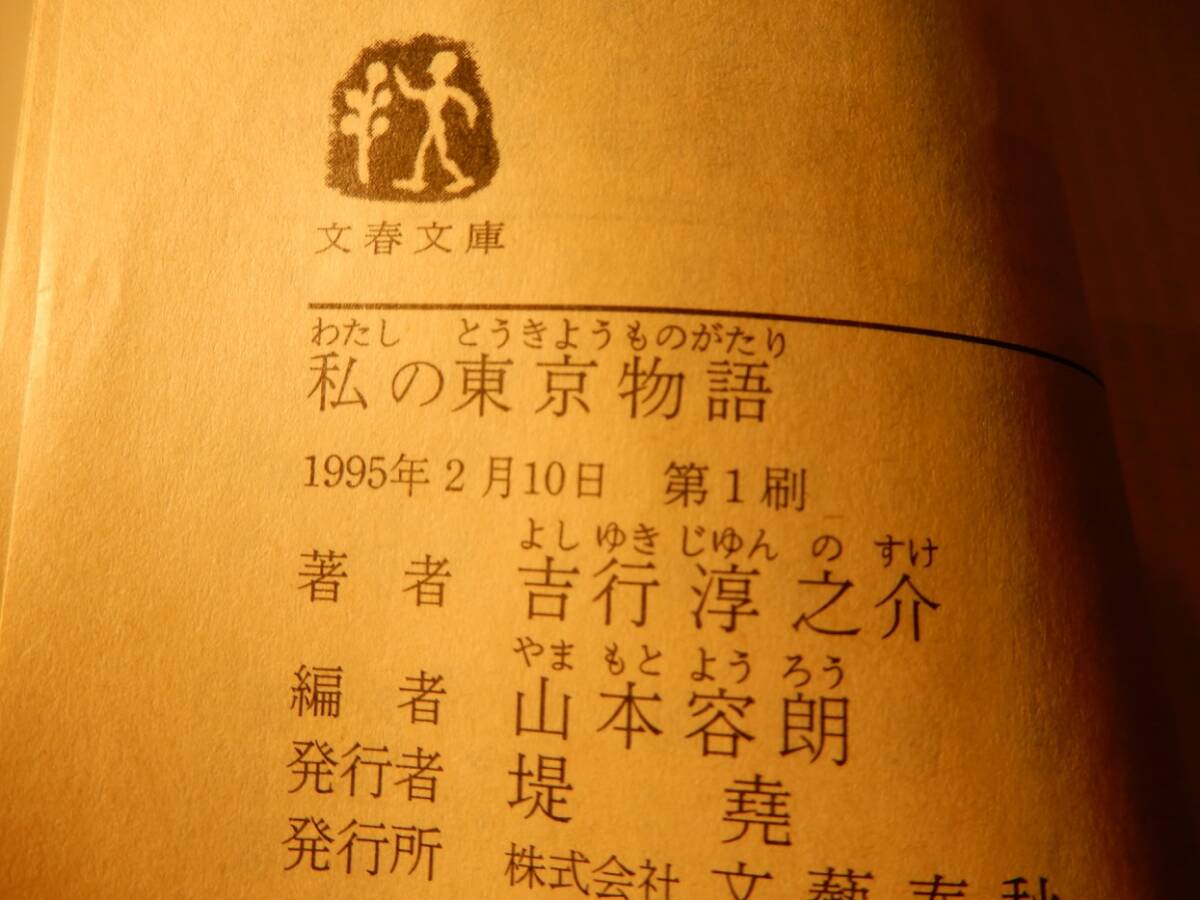 文春文庫
わたし とうきようものがたり
私の東京物語
1995年2月10日 第1刷
よしゆきじゆんのすけ
著者 吉行淳之介
やまもとようろう
編者 山本容朗
発行者 堤堯
発行所 株式会社文藝春秋